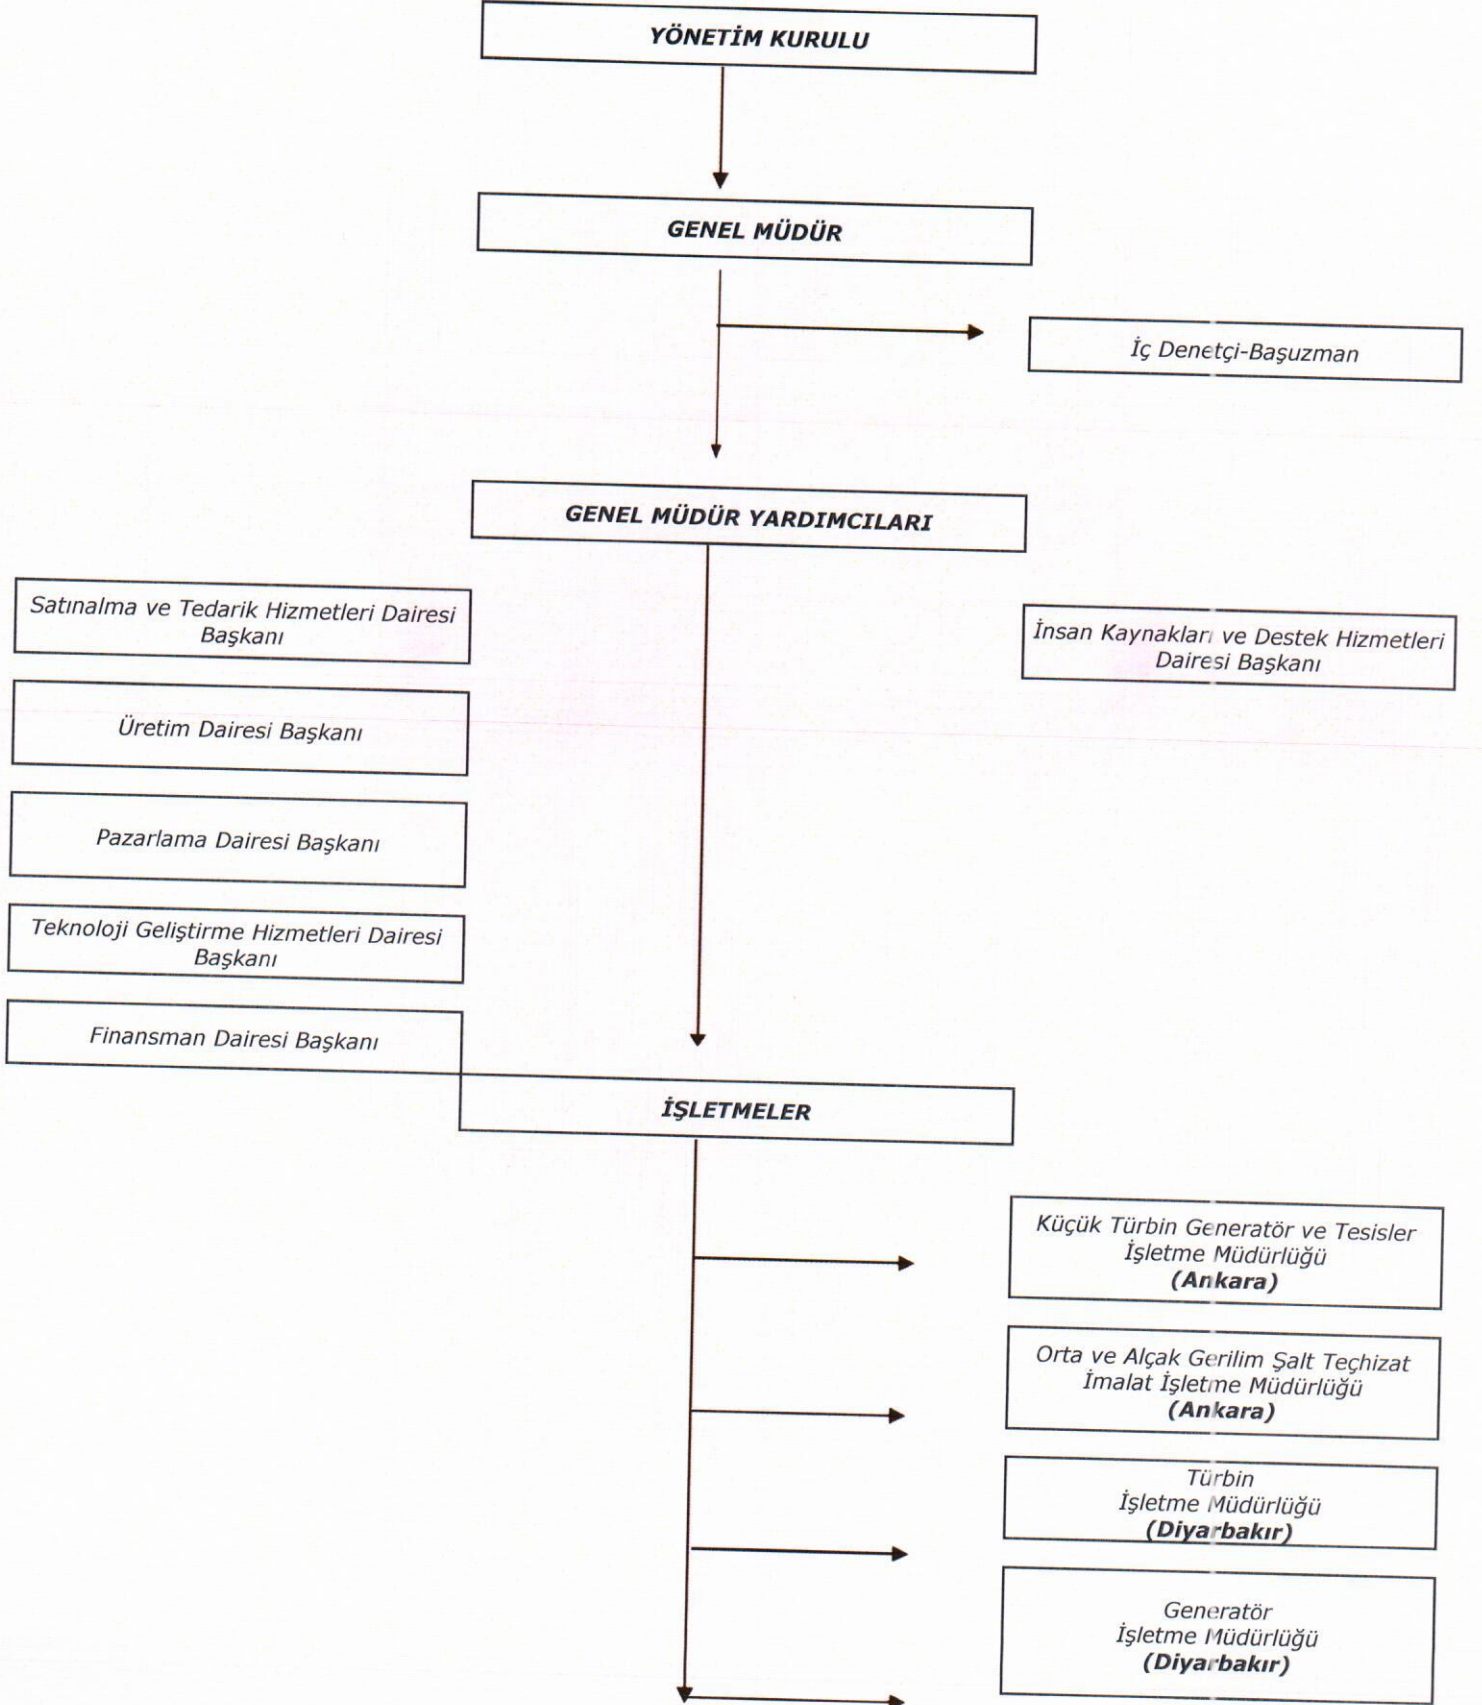 YÖNETİM KURULU
GENEL MÜDÜR
İç Denetçi-Başuzman
GENEL MÜDÜR YARDIMCILARI
Satınalma ve Tedarik Hizmetleri Dairesi
Başkanı
İnsan Kaynakları ve Destek Hizmetleri
Dairesi Başkanı
Üretim Dairesi Başkanı
Pazarlama Dairesi Başkanı
Teknoloji Geliştirme Hizmetleri Dairesi
Başkanı
Finansman Dairesi Başkanı
İŞLETMELER
Küçük Türbin Generatör ve Tesisler
İşletme Müdürlüğü
(Ankara)
Orta ve Alçak Gerilim Şalt Teçhizat
İmalat İşletme Müdürlüğü
(Ankara)
Türbin
İşletme Müdürlüğü
(Diyarbakır)
Generatör
İşletme Müdürlüğü
(Diyarbakır)